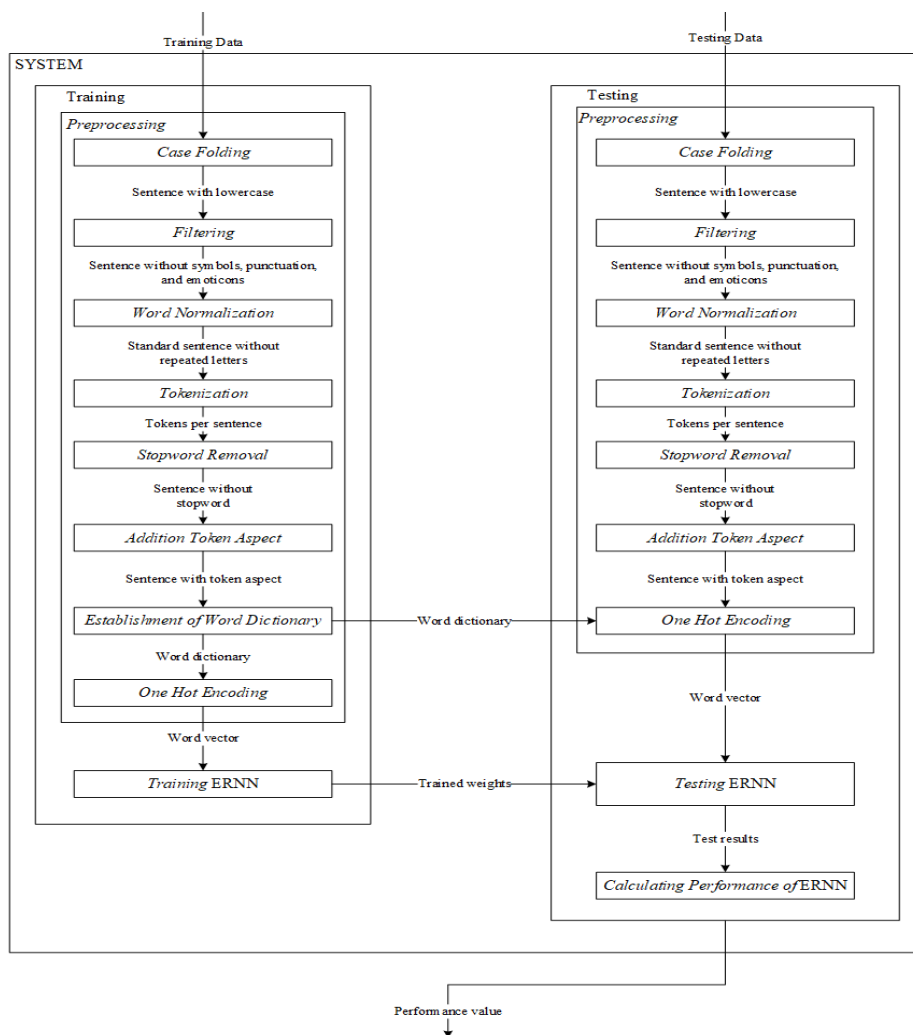 Training Data
Testing Data
SYSTEM
Training
Preprocessing
Case Folding
Sentence with lowercase
Filtering
Sentence without symbols, punctuation,
and emoticons
Word Normalization
Standard sentence without
repeated letters
Tokenization
Tokens per sentence
Stopword Removal
Sentence without
stopword
Addition Token Aspect
Sentence with token aspect
Establishment of Word Dictionary
Word dictionary
One Hot Encoding
Word vector
Training ERNN
Word dictionary
Trained weights
Testing
Preprocessing
Case Folding
Sentence with lowercase
Filtering
Sentence without symbols, punctuation,
and emoticons
Word Normalization
Standard sentence without
repeated letters
Tokenization
Tokens per sentence
Stopword Removal
Sentence without
stopword
Addition Token Aspect
Sentence with token aspect
One Hot Encoding
Word vector
Testing ERNN
Test results
Calculating Performance of ERNN
Performance value